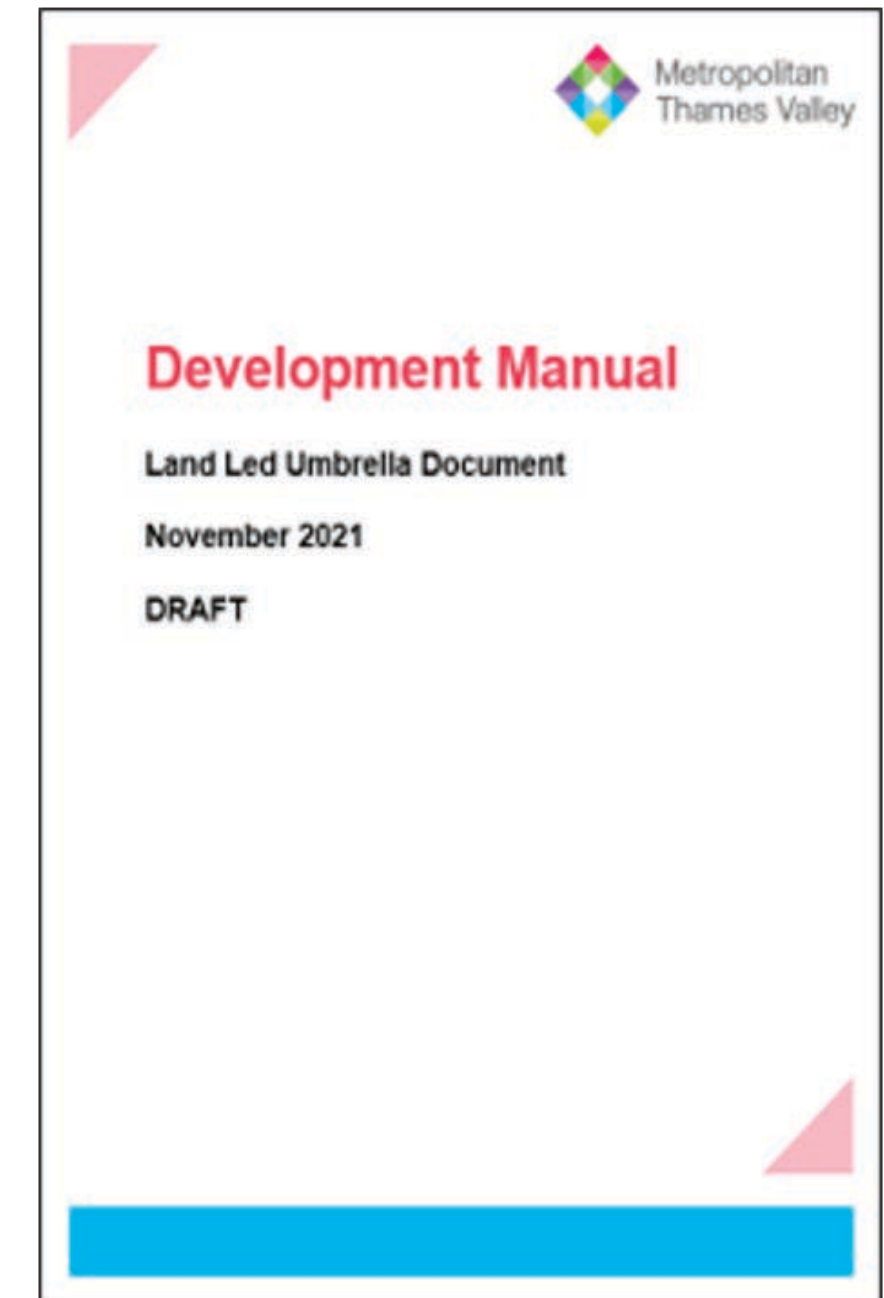 Metropolitan
Thames Valley
Development Manual
Land Led Umbrella Document
November 2021
DRAFT